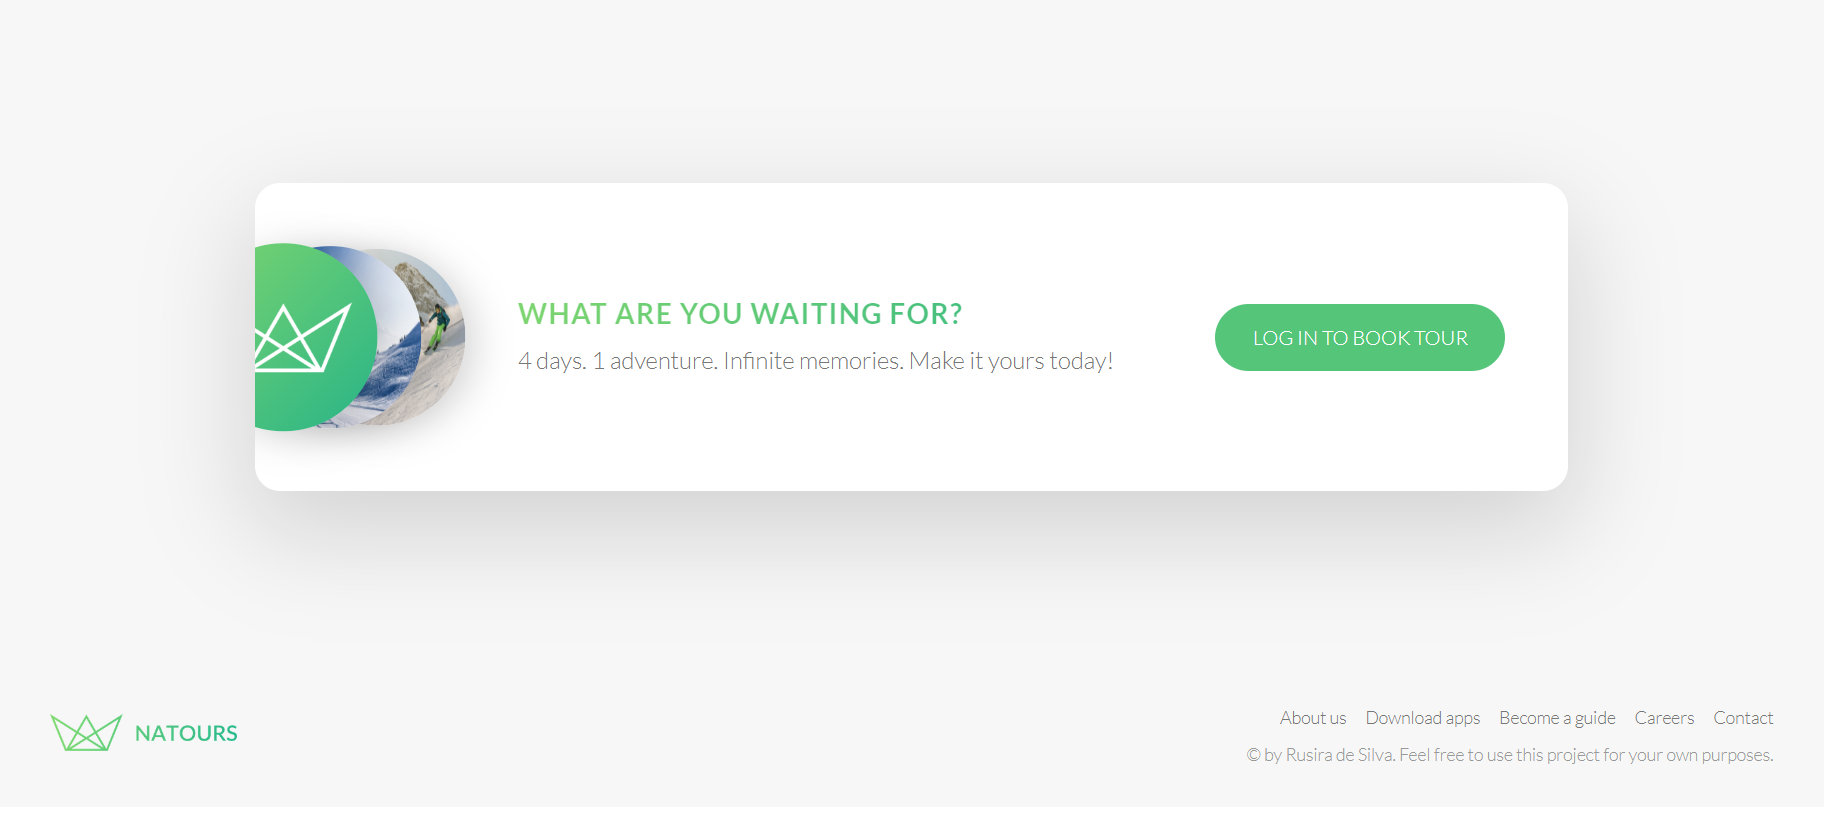 WHAT ARE YOU WAITING FOR?
4 days. 1 adventure. Infinite memories. Make it yours today!
LOG IN TO BOOK TOUR
NATOURS
About us Download apps Become a guide Careers Contact
© by Rusira de Silva. Feel free to use this project for your own purposes.